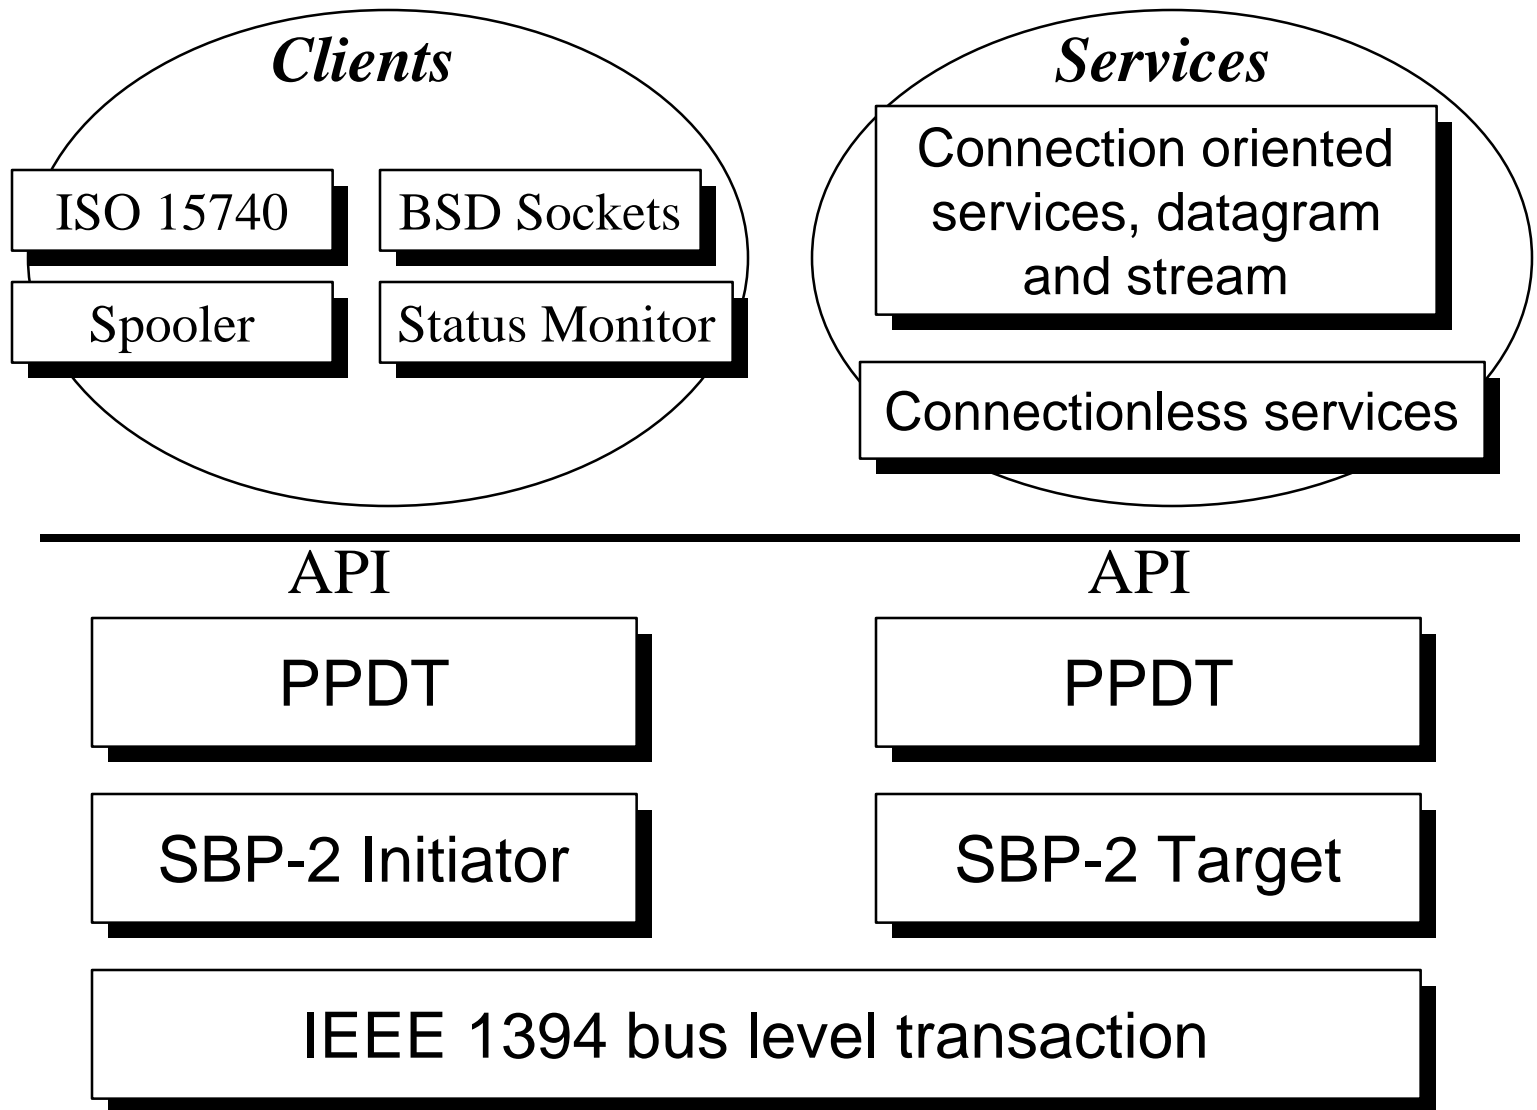 Clients
Services
ISO 15740
BSD Sockets
Spooler
Status Monitor
Connection oriented
services, datagram
and stream
Connectionless services
API
API
PPDT
PPDT
SBP-2 Initiator
SBP-2 Target
IEEE 1394 bus level transaction